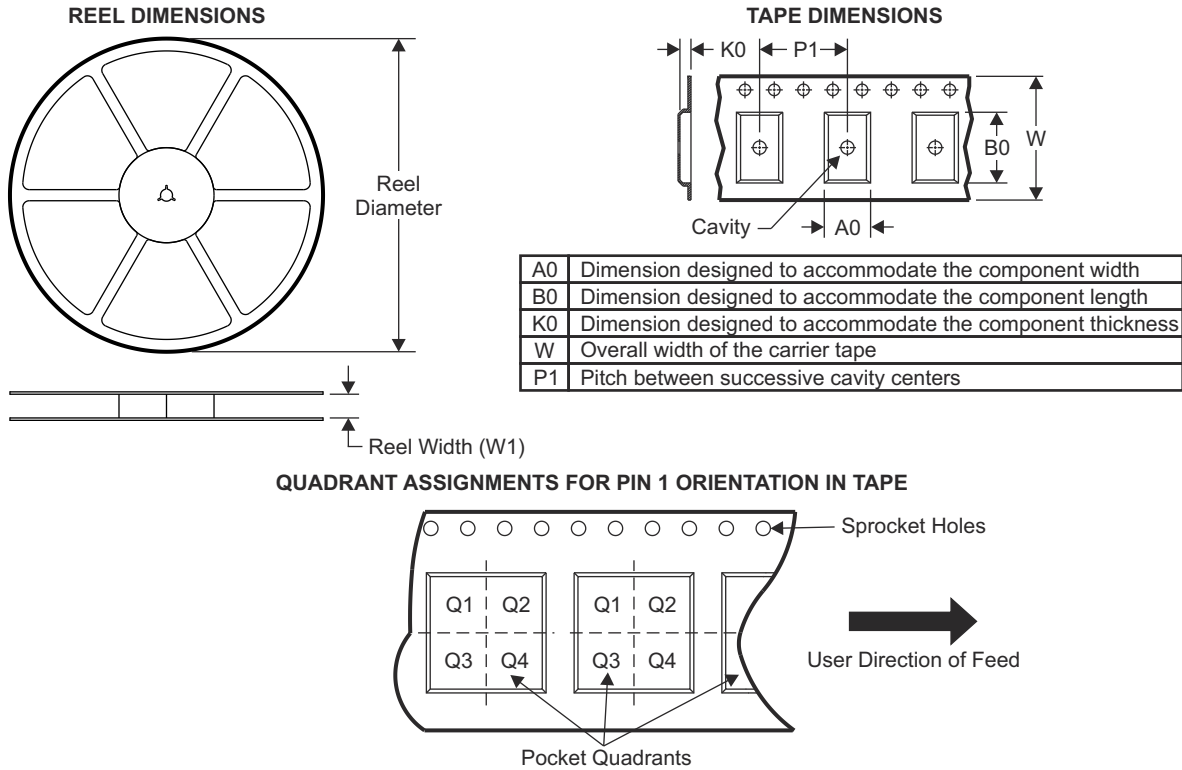 REEL DIMENSIONS
Reel
Diameter
Reel Width (W1)
TAPE DIMENSIONS
K0
P1
B0
W
Cavity
A0
A0 Dimension designed to accommodate the component width
B0 Dimension designed to accommodate the component length
K0 Dimension designed to accommodate the component thickness
W Overall width of the carrier tape
P1 Pitch between successive cavity centers
QUADRANT ASSIGNMENTS FOR PIN 1 ORIENTATION IN TAPE
Sprocket Holes
Q1 Q2 Q1 Q2
Q3 Q4 Q3 Q4
User Direction of Feed
Pocket Quadrants